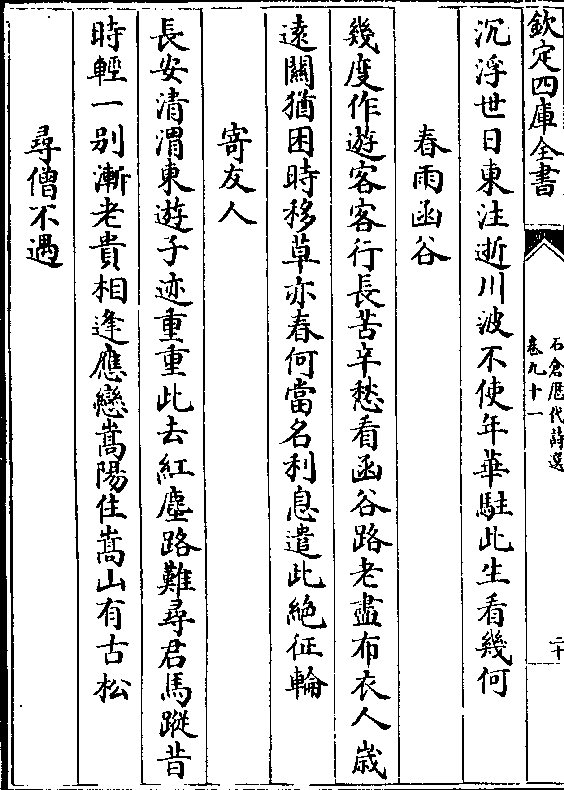 欽定四庫全書
石倉歷代詩選
卷九十一
二十
沉浮世日東注逝川波不使年華駐此生看幾何
春雨函谷
幾度作遊客客行長苦辛愁看函谷路老盡布衣人歲
遠關猶困時移草亦春何當名利息遣此絶征輪
寄友人
長安清渭東遊子迹重重此去紅塵路難尋君馬蹤昔
時輕一别漸老貴相逢應戀嵩陽住嵩山有古松
尋僧不遇